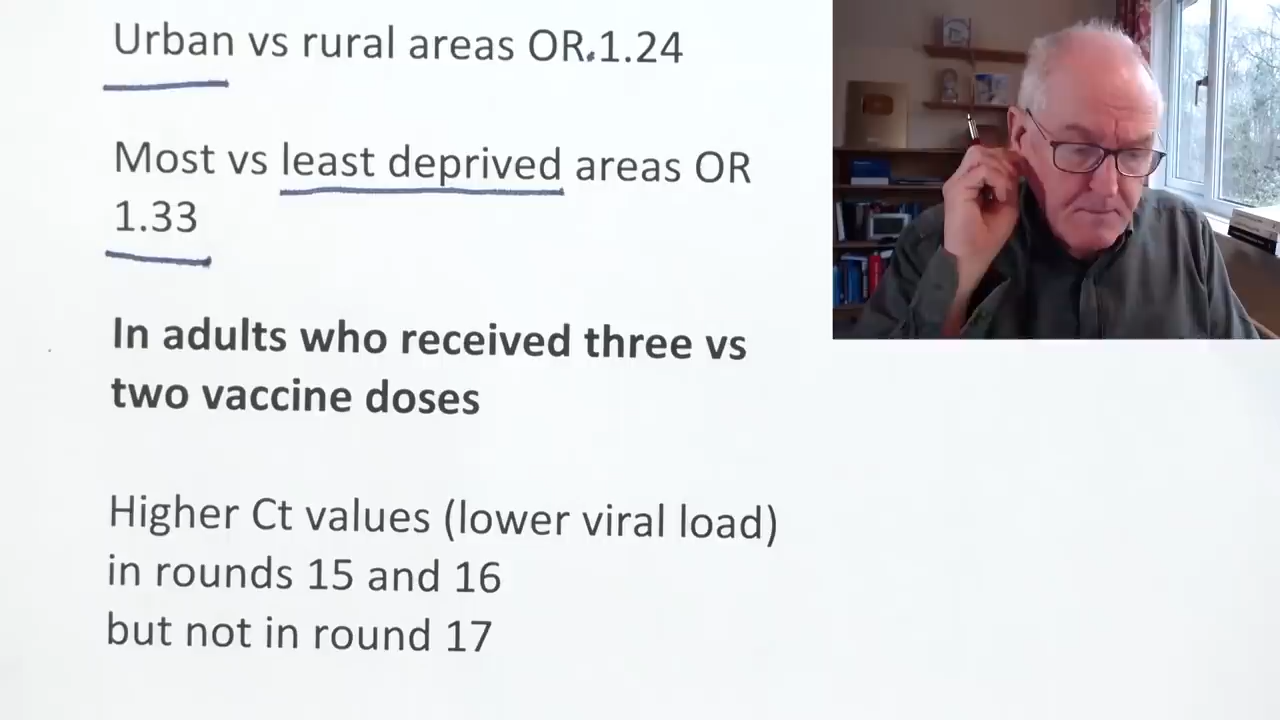 Urban vs rural areas OR.1.24
Most vs least deprived areas OR
1.33
In adults who received three vs
two vaccine doses
Higher Ct values (lower viral load)
in rounds 15 and 16
but not in round 17